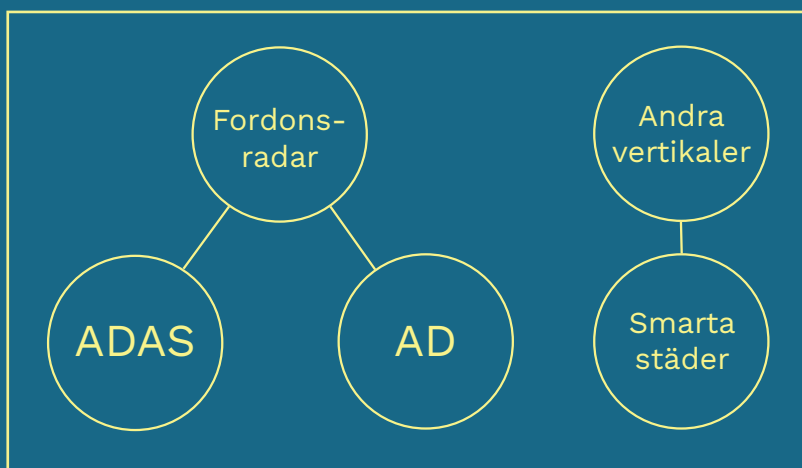 Fordons-
radar
Andra
vertikaler
ADAS
AD
Smarta
städer